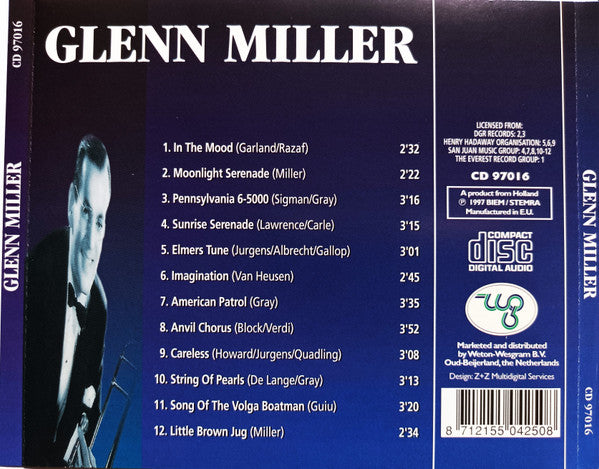 CD 97016
GLENN MILLER
GLENN MILLER
1. In The Mood (Garland/Razaf) 2'32
2. Moonlight Serenade (Miller) 2'22
3. Pennsylvania 6-5000 (Sigman/Gray) 3'16
4. Sunrise Serenade (Lawrence/Carle) 3'15
5. Elmers Tune (Jurgens/Albrecht/Gallop) 3'01
6. Imagination (Van Heusen) 2'45
7. American Patrol (Gray) 3'35
8. Anvil Chorus (Block/Verdi) 3'52
9. Careless (Howard/Jurgens/Quadling) 3'08
10. String Of Pearls (De Lange/Gray) 3'13
11. Song Of The Volga Boatman (Guiu) 3'20
12. Little Brown Jug (Miller) 2'34
LICENSED FROM:
DGR RECORDS: 2,3
HENRY HADAWAY ORGANISATION: 5,6,9
SAN JUAN MUSIC GROUP: 4,7,8,10-12
THE EVEREST RECORD GROUP: 1
CD 97016
A product from Holland
℗ 1997 BIEM / STEMRA
Manufactured in E.U.
COMPACT
disc
DIGITAL AUDIO
wg
Marketed and distributed
by Weton-Wesgram B.V.
Oud-Beijerland, the Netherlands
Design: Z+Z Multidigital Services
8 712155 042508
GLENN MILLER
CD 97016